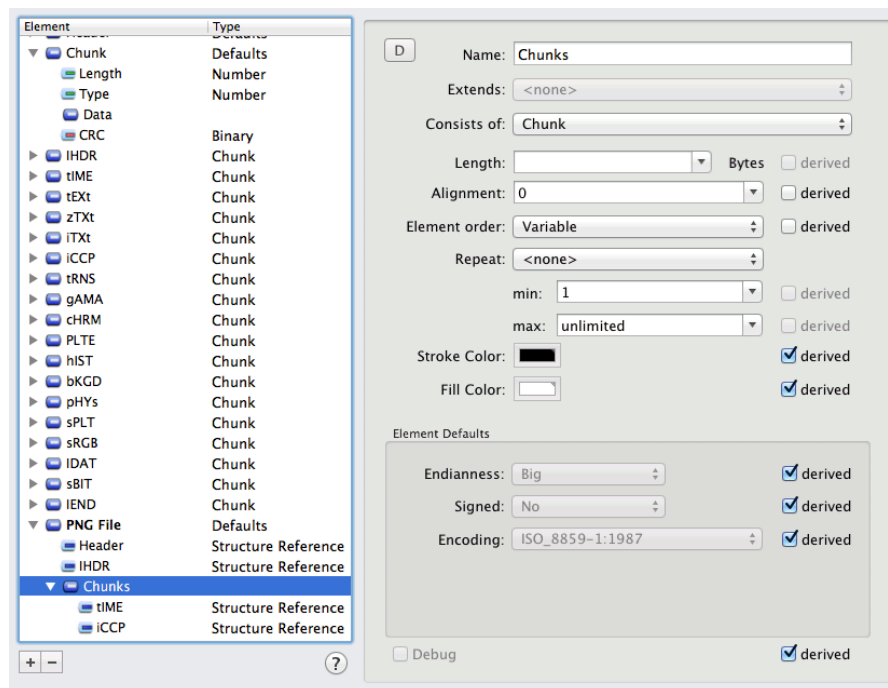 Element Type
Header Defaults
Chunk Defaults
Length Number
Type Number
Data
CRC Binary
IHDR Chunk
tIME Chunk
tEXt Chunk
zTXt Chunk
iTXt Chunk
iCCP Chunk
tRNS Chunk
gAMA Chunk
cHRM Chunk
PLTE Chunk
hIST Chunk
bKGD Chunk
pHYs Chunk
sPLT Chunk
sRGB Chunk
IDAT Chunk
sBIT Chunk
IEND Chunk
PNG File Defaults
Header Structure Reference
IHDR Structure Reference
Chunks
tIME Structure Reference
iCCP Structure Reference
+ − ?
D Name: Chunks
Extends: <none>
Consists of: Chunk
Length: Bytes derived
Alignment: 0 derived
Element order: Variable derived
Repeat: <none>
min: 1 derived
max: unlimited derived
Stroke Color: derived
Fill Color: derived
Element Defaults
Endianness: Big derived
Signed: No derived
Encoding: ISO_8859-1:1987 derived
Debug derived